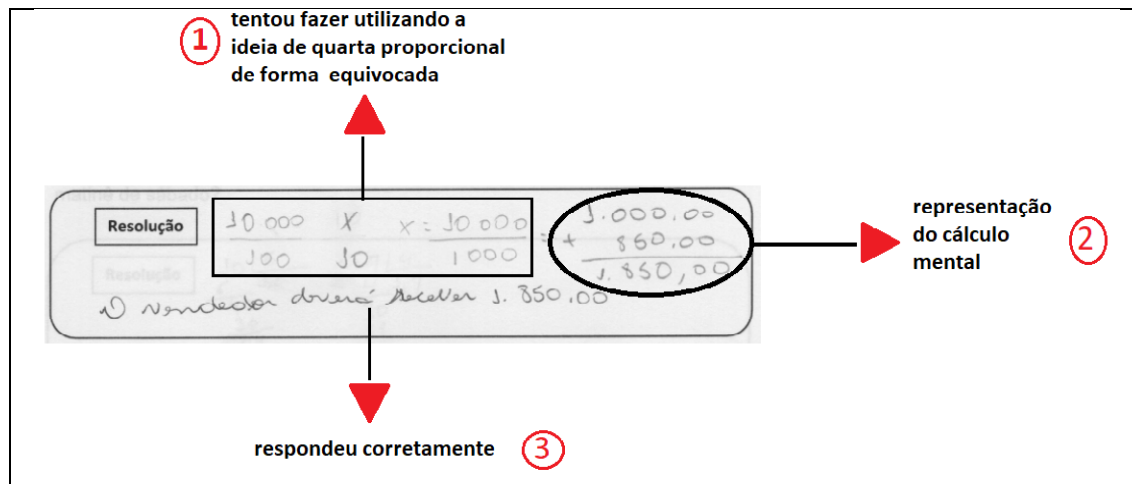 1
tentou fazer utilizando a
ideia de quarta proporcional
de forma equivocada
Resolução
10.000 X x = 10 000 = 1.000,00
100 10 1000 + 850,00
1.850,00
O vendedor deverá receber 1.850,00
representação
do cálculo
mental
2
respondeu corretamente 3